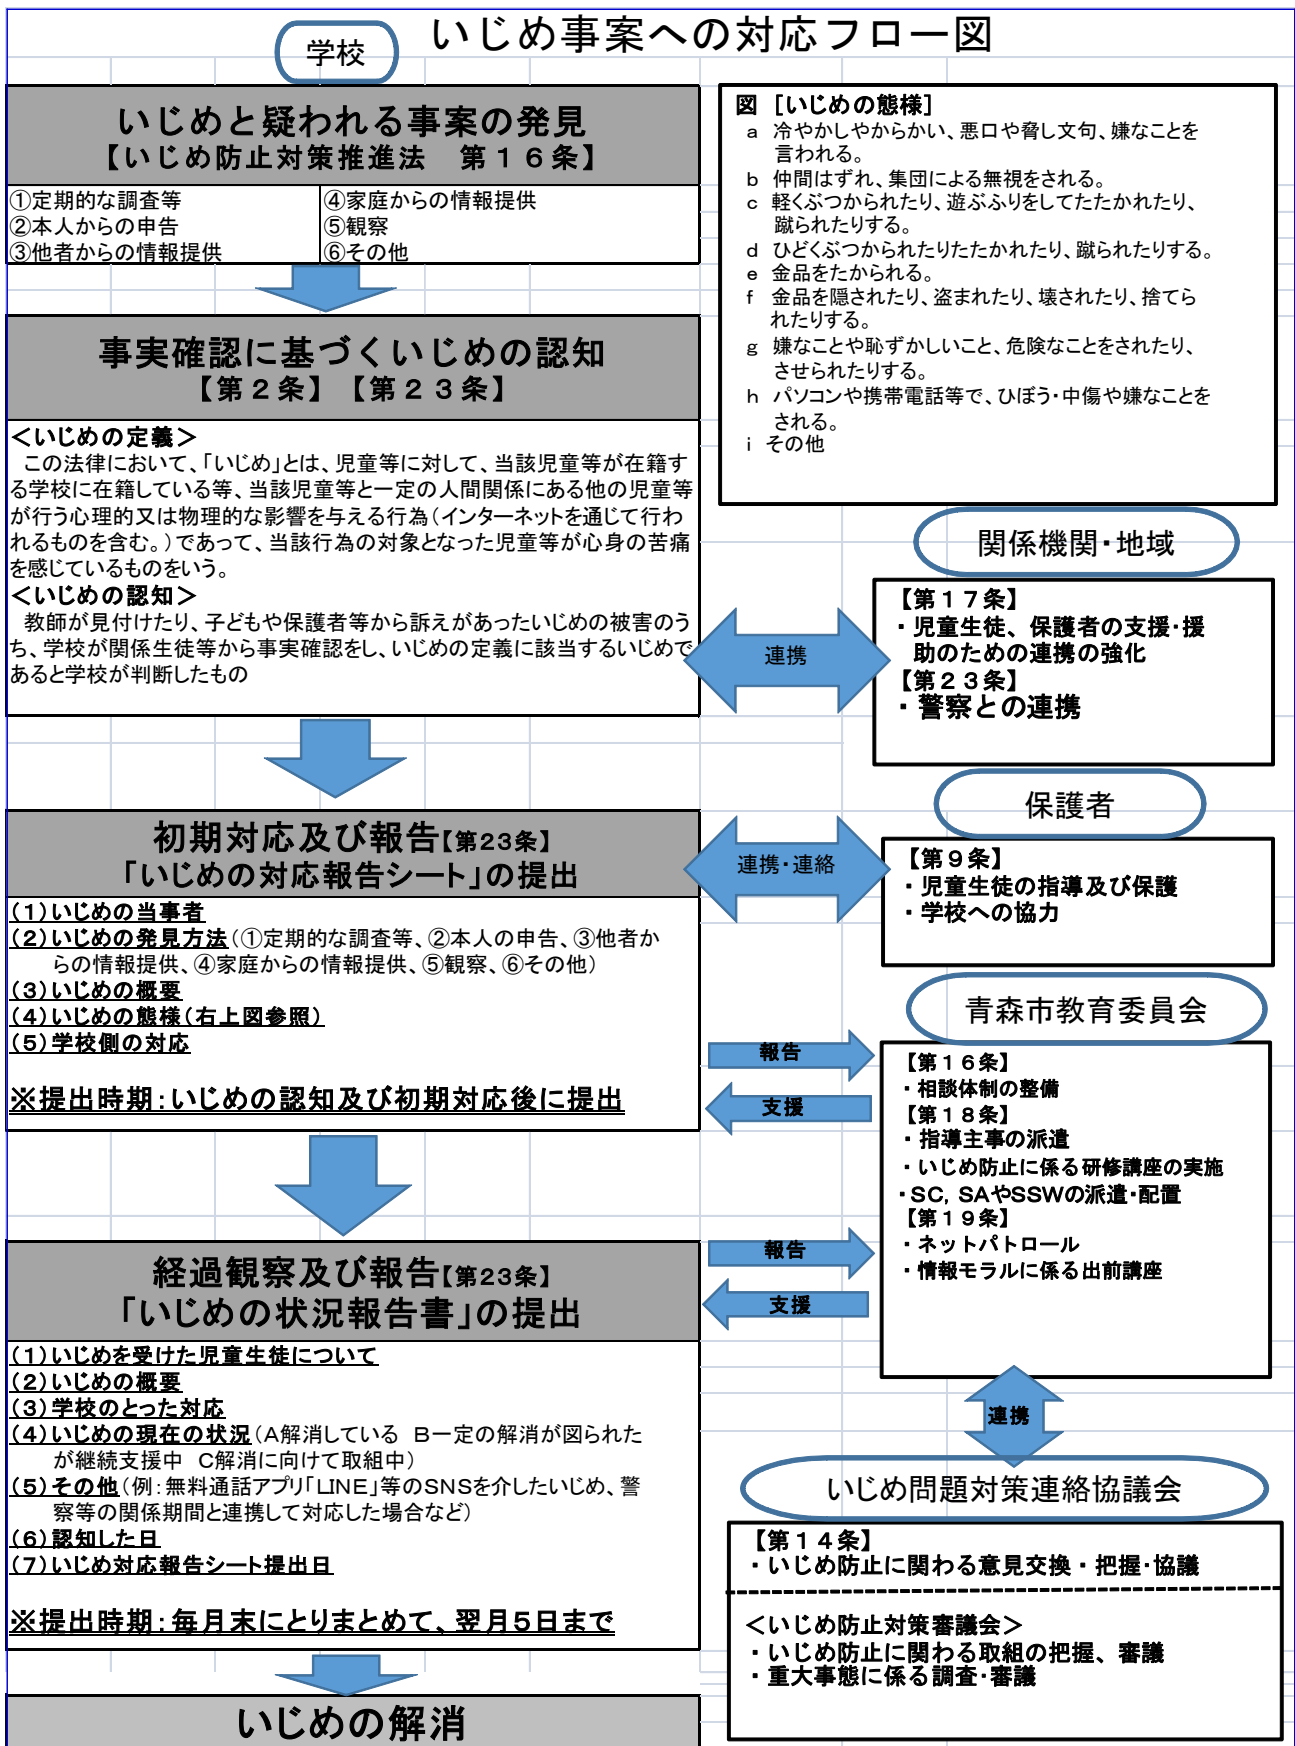 いじめ事案への対応フロー図
学校
いじめと疑われる事案の発見
【いじめ防止対策推進法　第１６条】
①定期的な調査等
②本人からの申告
③他者からの情報提供
④家庭からの情報提供
⑤観察
⑥その他
事実確認に基づくいじめの認知
【第２条】【第２３条】
＜いじめの定義＞
この法律において、「いじめ」とは、児童等に対して、当該児童等が在籍す
る学校に在籍している等、当該児童等と一定の人間関係にある他の児童等
が行う心理的又は物理的な影響を与える行為（インターネットを通じて行わ
れるものを含む。）であって、当該行為の対象となった児童等が心身の苦痛
を感じているものをいう。
＜いじめの認知＞
教師が見付けたり、子どもや保護者等から訴えがあったいじめの被害のう
ち、学校が関係生徒等から事実確認をし、いじめの定義に該当するいじめで
あると学校が判断したもの
初期対応及び報告【第23条】
「いじめの対応報告シート」の提出
（１）いじめの当事者
（２）いじめの発見方法（①定期的な調査等、②本人の申告、③他者か
らの情報提供、④家庭からの情報提供、⑤観察、⑥その他）
（３）いじめの概要
（４）いじめの態様（右上図参照）
（５）学校側の対応
※提出時期：いじめの認知及び初期対応後に提出
経過観察及び報告【第23条】
「いじめの状況報告書」の提出
（１）いじめを受けた児童生徒について
（２）いじめの概要
（３）学校のとった対応
（４）いじめの現在の状況（Ａ解消している　Ｂ一定の解消が図られた
が継続支援中　Ｃ解消に向けて取組中）
（５）その他（例：無料通話アプリ「ＬＩＮＥ」等のＳＮＳを介したいじめ、警
察等の関係期間と連携して対応した場合など）
（６）認知した日
（７）いじめ対応報告シート提出日
※提出時期：毎月末にとりまとめて、翌月５日まで
いじめの解消
図　［いじめの態様］
ａ　冷やかしやからかい、悪口や脅し文句、嫌なことを
言われる。
ｂ　仲間はずれ、集団による無視をされる。
ｃ　軽くぶつかられたり、遊ぶふりをしてたたかれたり、
蹴られたりする。
ｄ　ひどくぶつかられたりたたかれたり、蹴られたりする。
ｅ　金品をたかられる。
ｆ　金品を隠されたり、盗まれたり、壊されたり、捨てら
れたりする。
ｇ　嫌なことや恥ずかしいこと、危険なことをされたり、
させられたりする。
ｈ　パソコンや携帯電話等で、ひぼう・中傷や嫌なことを
される。
ｉ　その他
関係機関・地域
連携
【第１７条】
・児童生徒、保護者の支援・援
助のための連携の強化
【第２３条】
・警察との連携
保護者
連携・連絡
【第９条】
・児童生徒の指導及び保護
・学校への協力
青森市教育委員会
報告
支援
報告
支援
【第１６条】
・相談体制の整備
【第１８条】
・指導主事の派遣
・いじめ防止に係る研修講座の実施
・ＳＣ，ＳＡやＳＳＷの派遣・配置
【第１９条】
・ネットパトロール
・情報モラルに係る出前講座
連携
いじめ問題対策連絡協議会
【第１４条】
・いじめ防止に関わる意見交換・把握・協議
＜いじめ防止対策審議会＞
・いじめ防止に関わる取組の把握、審議
・重大事態に係る調査・審議